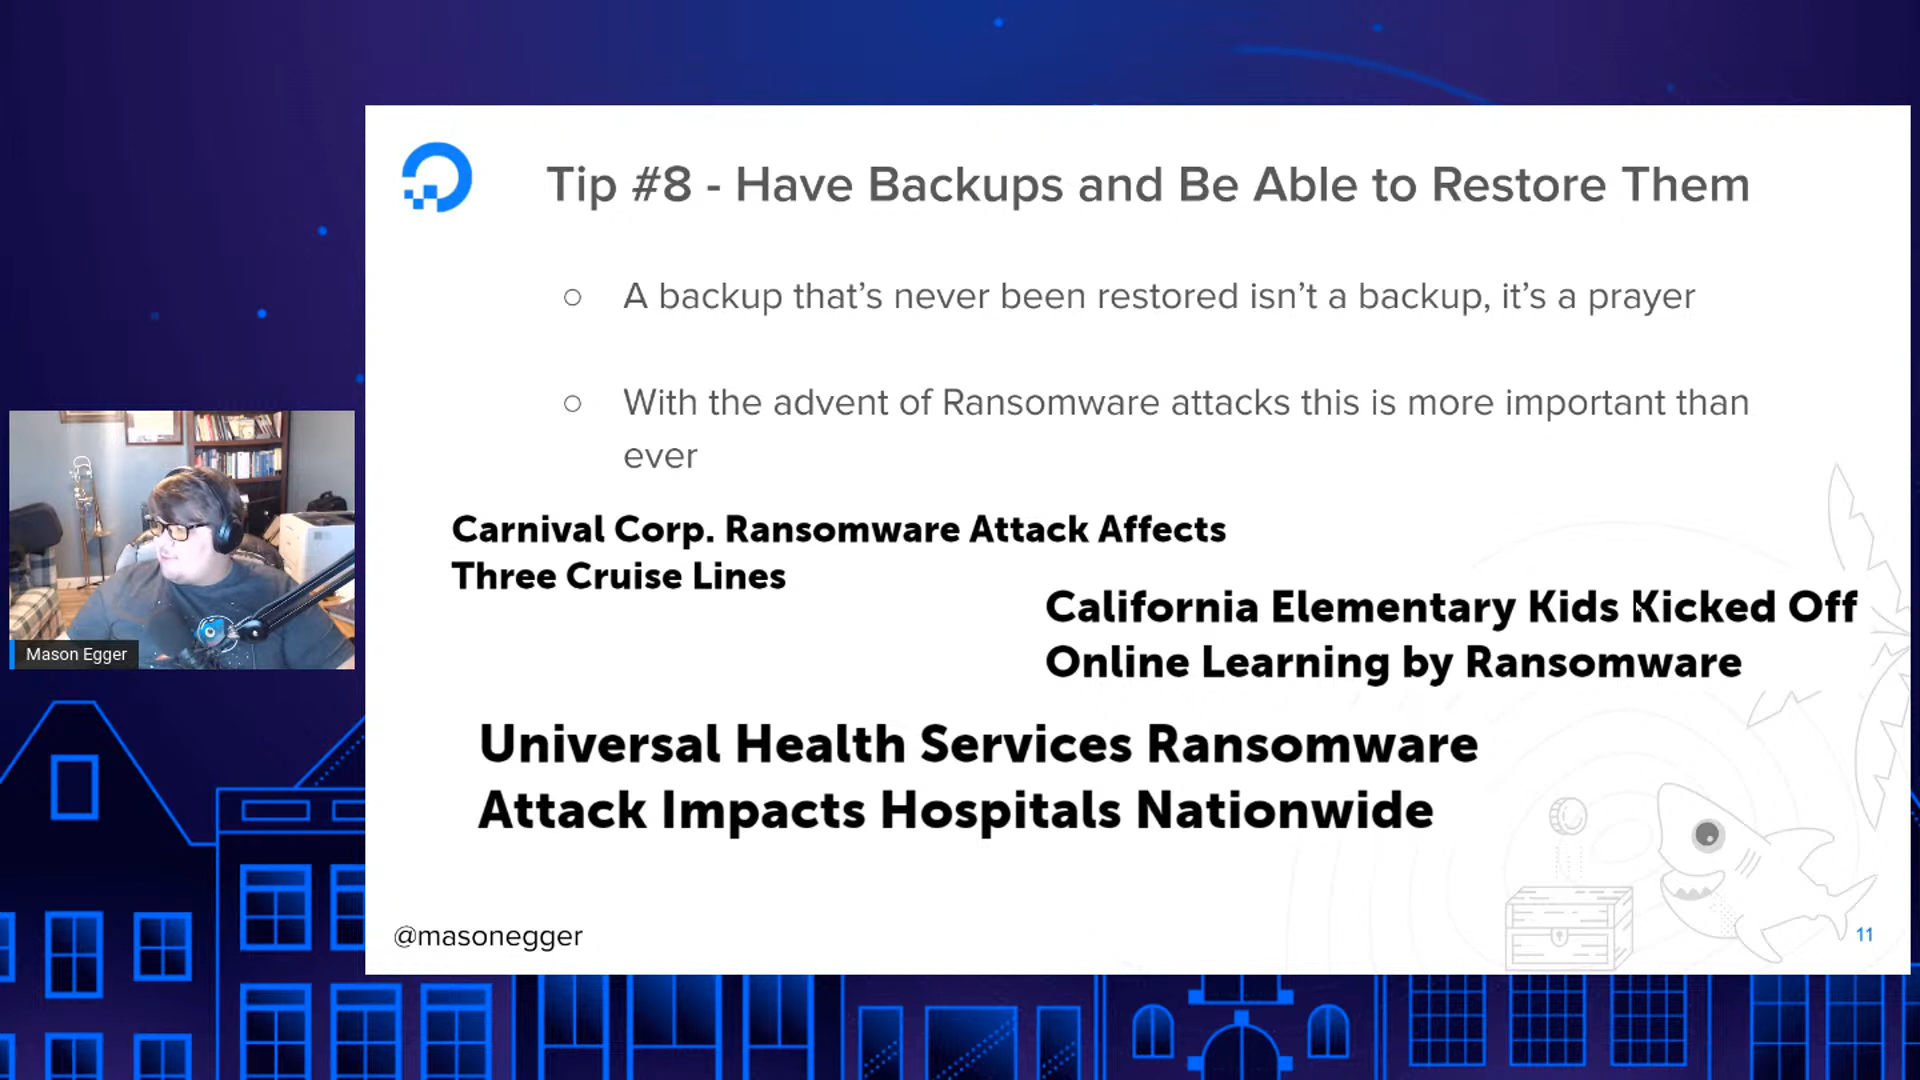 Tip #8 - Have Backups and Be Able to Restore Them
A backup that's never been restored isn't a backup, it's a prayer
With the advent of Ransomware attacks this is more important than
ever
Carnival Corp. Ransomware Attack Affects
Three Cruise Lines
California Elementary Kids Kicked Off
Online Learning by Ransomware
Universal Health Services Ransomware
Attack Impacts Hospitals Nationwide
@masonegger
11
Mason Egger